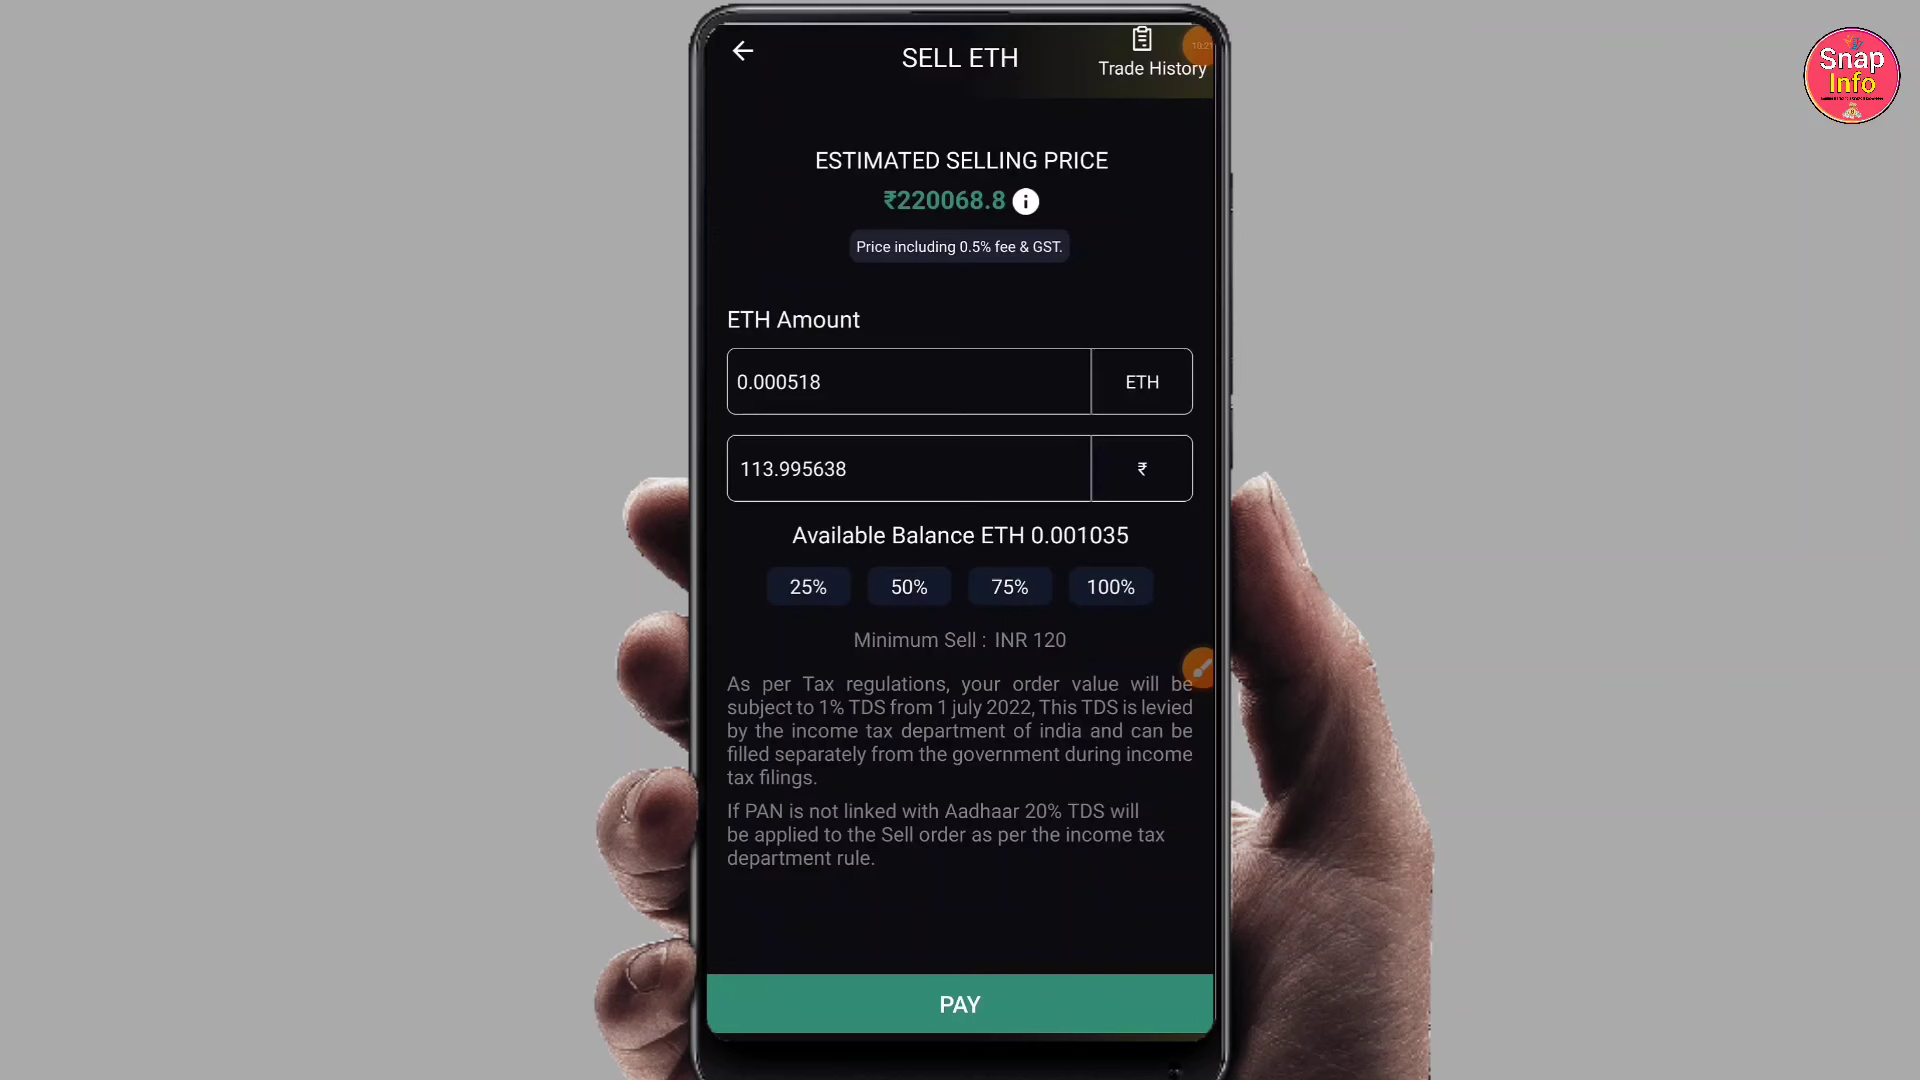 SELL ETH
Trade History
Snap
Info
ESTIMATED SELLING PRICE
₹220068.8
Price including 0.5% fee & GST.
ETH Amount
0.000518 ETH
113.995638 ₹
Available Balance ETH 0.001035
25% 50% 75% 100%
Minimum Sell : INR 120
As per Tax regulations, your order value will be
subject to 1% TDS from 1 july 2022, This TDS is levied
by the income tax department of india and can be
filled separately from the government during income
tax filings.
If PAN is not linked with Aadhaar 20% TDS will
be applied to the Sell order as per the income tax
department rule.
PAY